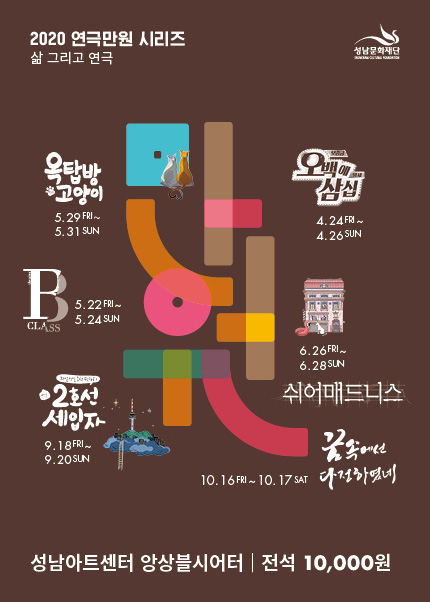 2020 연극만원 시리즈
삶 그리고 연극
성남문화재단
SEONGNAM CULTURAL FOUNDATION
옥탑방
고양이
5.29 FRI ~
5.31 SUN
오백에
삼십
4.24 FRI ~
4.26 SUN
B
CLASS
5.22 FRI ~
5.24 SUN
6.26 FRI ~
6.28 SUN
쉬어매드니스
2호선
세입자
9.18 FRI ~
9.20 SUN
꿈속에선
다정하였네
10.16 FRI ~ 10.17 SAT
성남아트센터 앙상블시어터 | 전석 10,000원